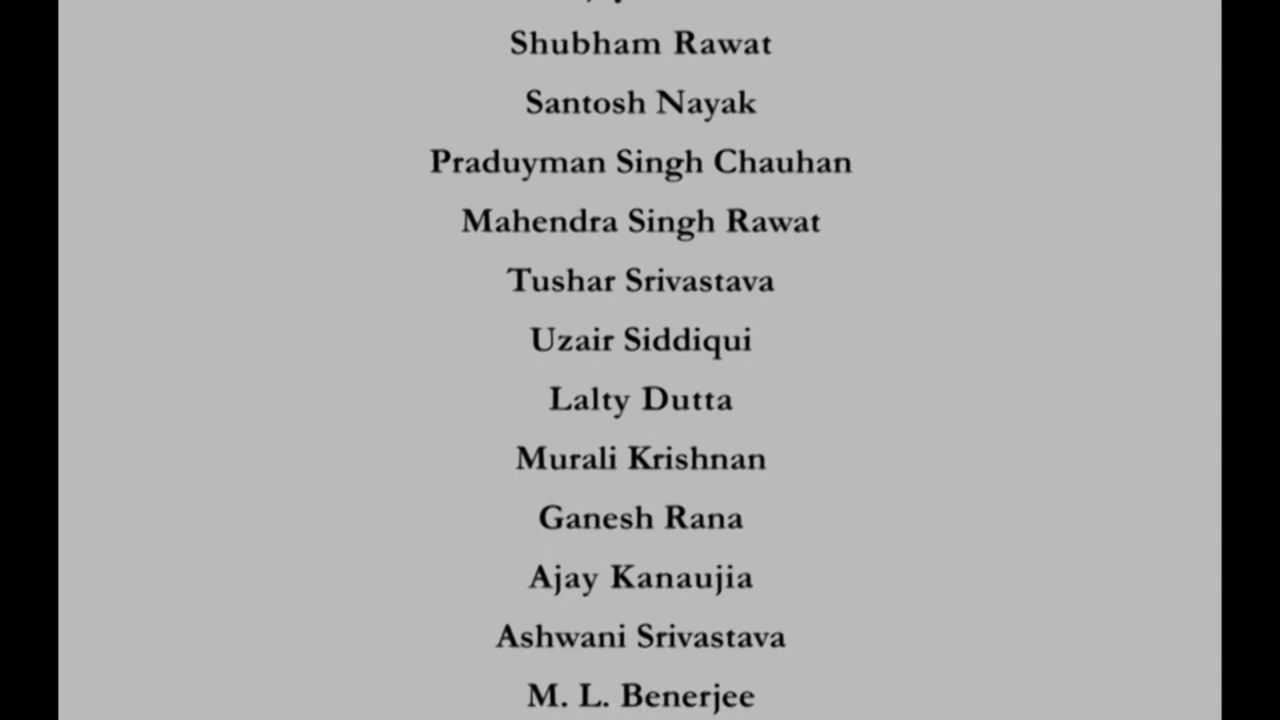 Shubham Rawat
Santosh Nayak
Praduyman Singh Chauhan
Mahendra Singh Rawat
Tushar Srivastava
Uzair Siddiqui
Lalty Dutta
Murali Krishnan
Ganesh Rana
Ajay Kanaujia
Ashwani Srivastava
M. L. Benerjee